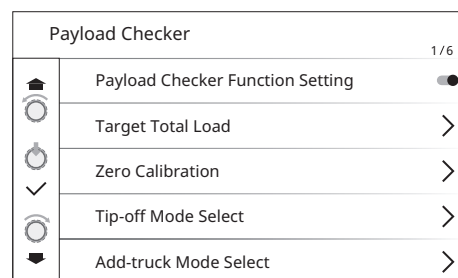 Payload Checker
1/6
Payload Checker Function Setting
Target Total Load
Zero Calibration
Tip-off Mode Select
Add-truck Mode Select